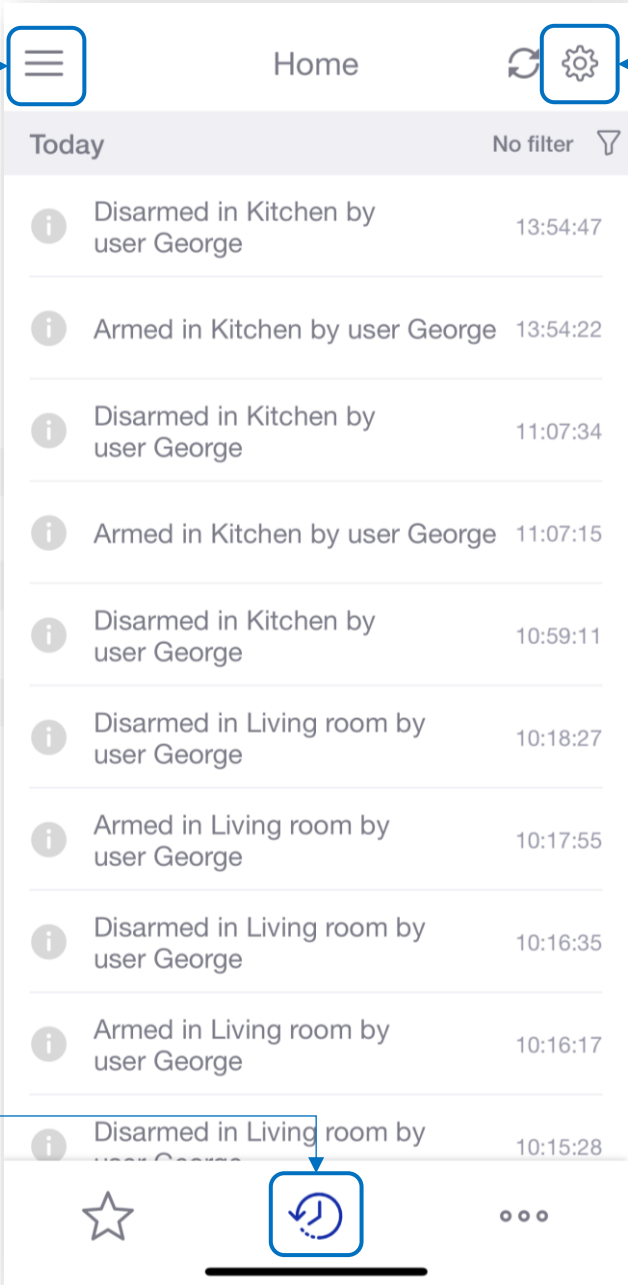 Home
Today
No filter
Disarmed in Kitchen by
user George
13:54:47
Armed in Kitchen by user George
13:54:22
Disarmed in Kitchen by
user George
11:07:34
Armed in Kitchen by user George
11:07:15
Disarmed in Kitchen by
user George
10:59:11
Disarmed in Living room by
user George
10:18:27
Armed in Living room by
user George
10:17:55
Disarmed in Living room by
user George
10:16:35
Armed in Living room by
user George
10:16:17
Disarmed in Living room by
10:15:28